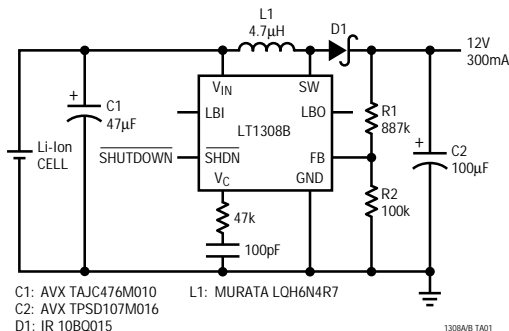 L1
4.7µH
D1
12V
300mA
VIN
SW
LBI
LBO
LT1308B
SHUTDOWN
SHDN
FB
VC
GND
+
C1
47µF
Li-Ion
CELL
R1
887k
R2
100k
+
C2
100µF
47k
100pF
C1: AVX TAJC476M010
C2: AVX TPSD107M016
D1: IR 10BQ015
L1: MURATA LQH6N4R7
1308A/B TA01